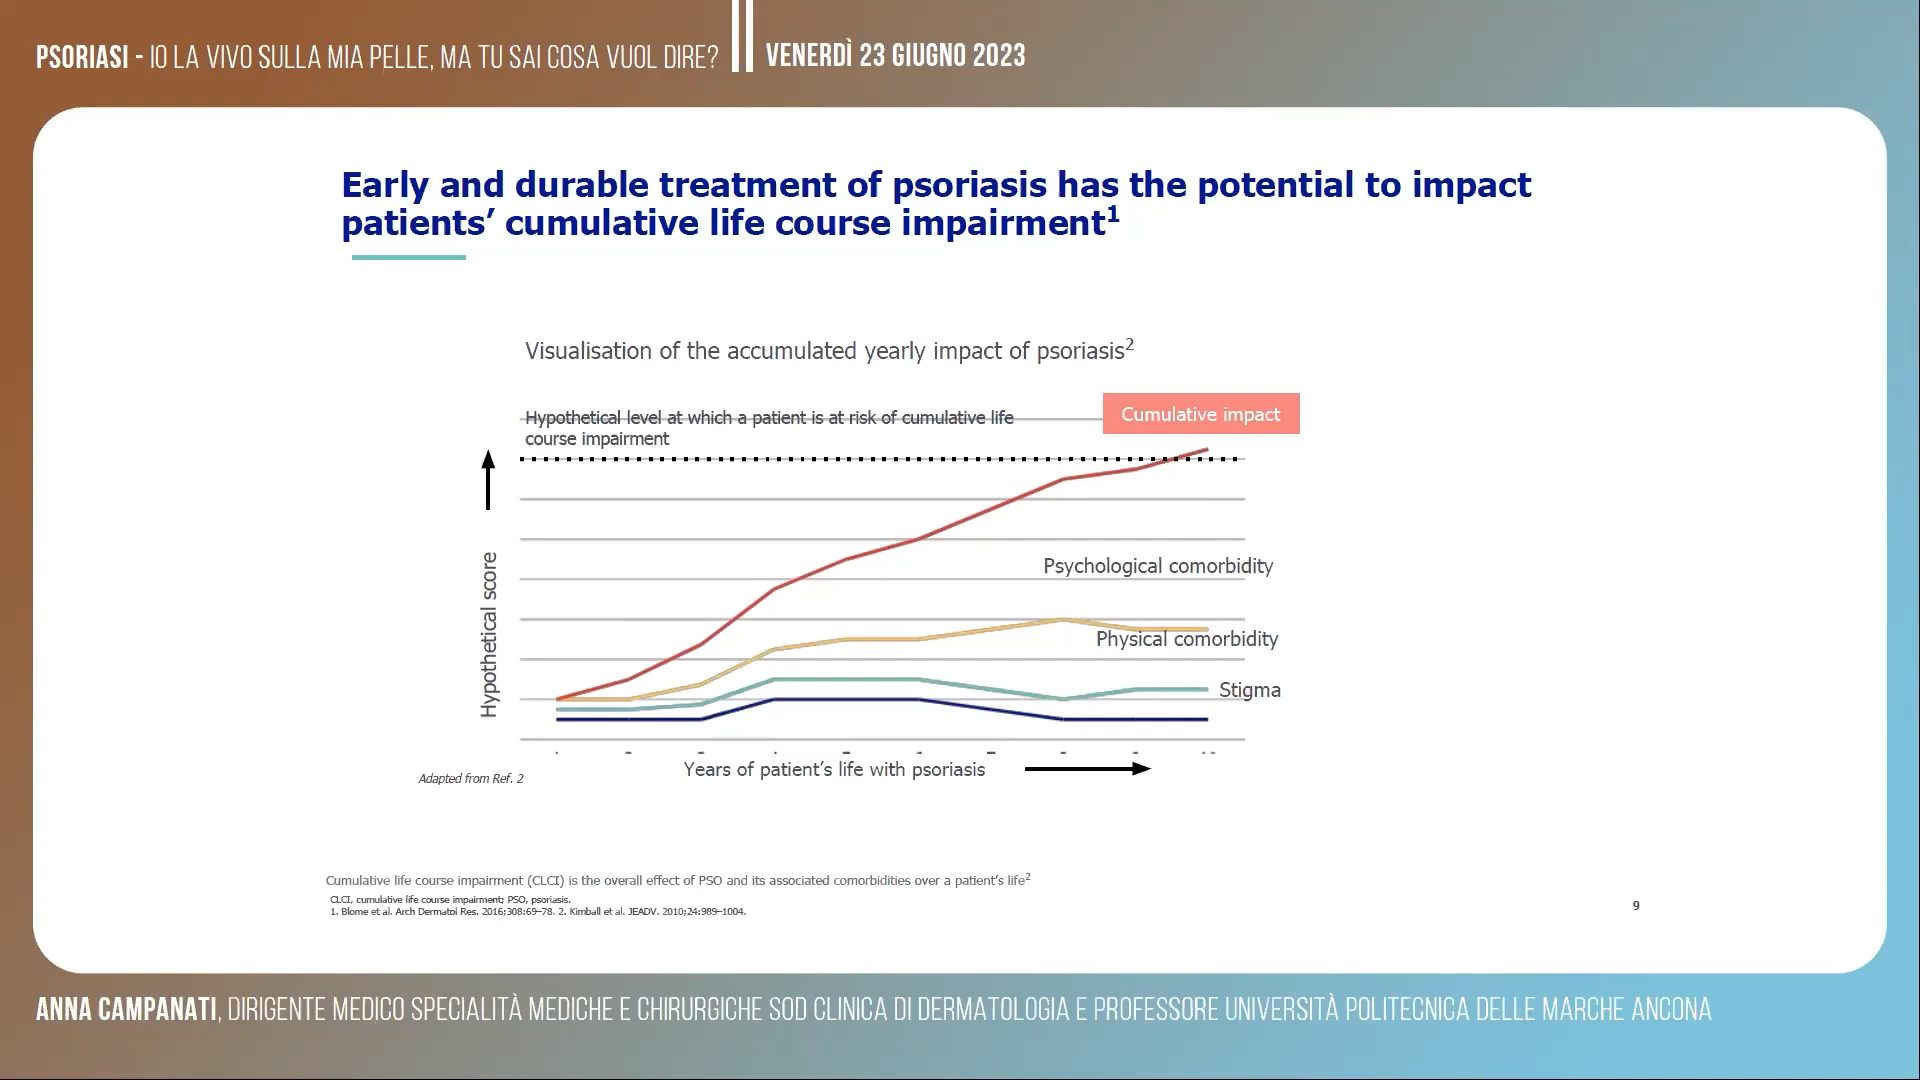 PSORIASI - IO LA VIVO SULLA MIA PELLE, MA TU SAI COSA VUOL DIRE?
VENERDÌ 23 GIUGNO 2023
Early and durable treatment of psoriasis has the potential to impact
patients’ cumulative life course impairment1
Visualisation of the accumulated yearly impact of psoriasis2
Hypothetical level at which a patient is at risk of cumulative life
course impairment
Cumulative impact
Hypothetical score
Psychological comorbidity
Physical comorbidity
Stigma
Years of patient’s life with psoriasis
Adapted from Ref. 2
Cumulative life course impairment (CLCI) is the overall effect of PSO and its associated comorbidities over a patient’s life2
CLCI, cumulative life course impairment; PSO, psoriasis.
1. Blome et al. Arch Dermatol Res. 2016;308:69–78. 2. Kimball et al. JEADV. 2010;24:989–1004.
9
ANNA CAMPANATI, DIRIGENTE MEDICO SPECIALITÀ MEDICHE E CHIRURGICHE SOD CLINICA DI DERMATOLOGIA E PROFESSORE UNIVERSITÀ POLITECNICA DELLE MARCHE ANCONA